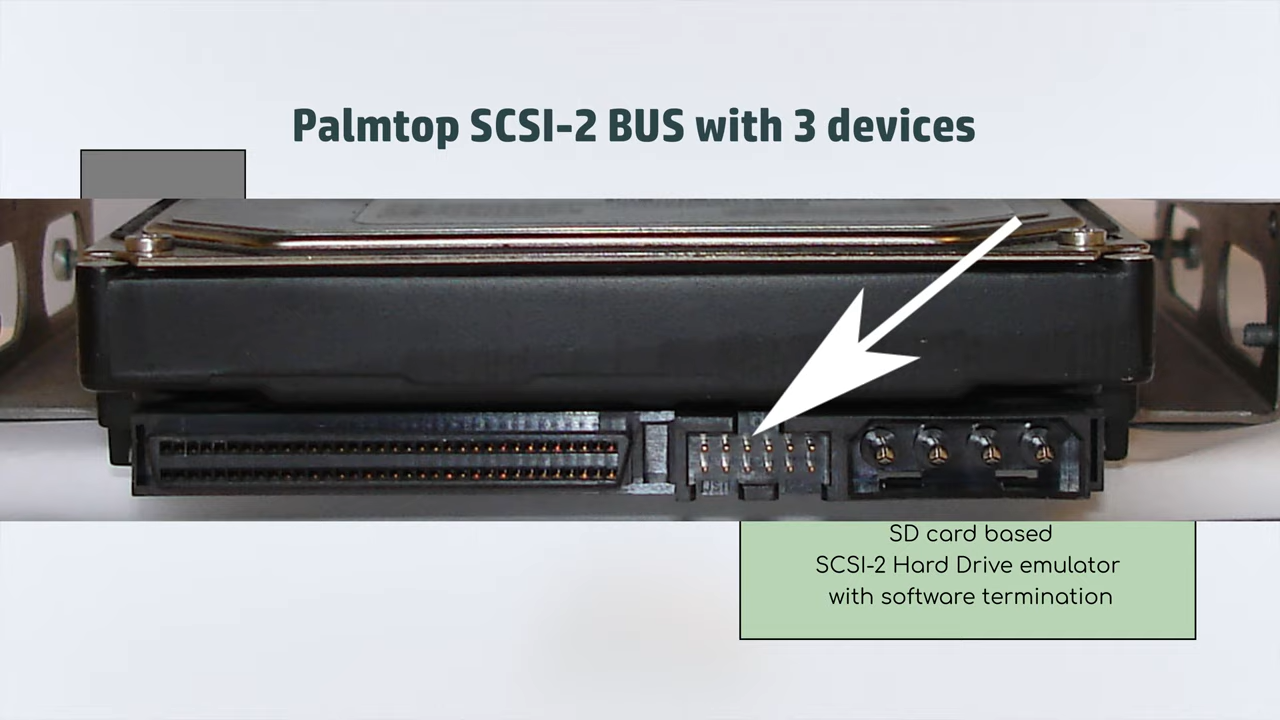 Palmtop SCSI-2 BUS with 3 devices
SD card based
SCSI-2 Hard Drive emulator
with software termination